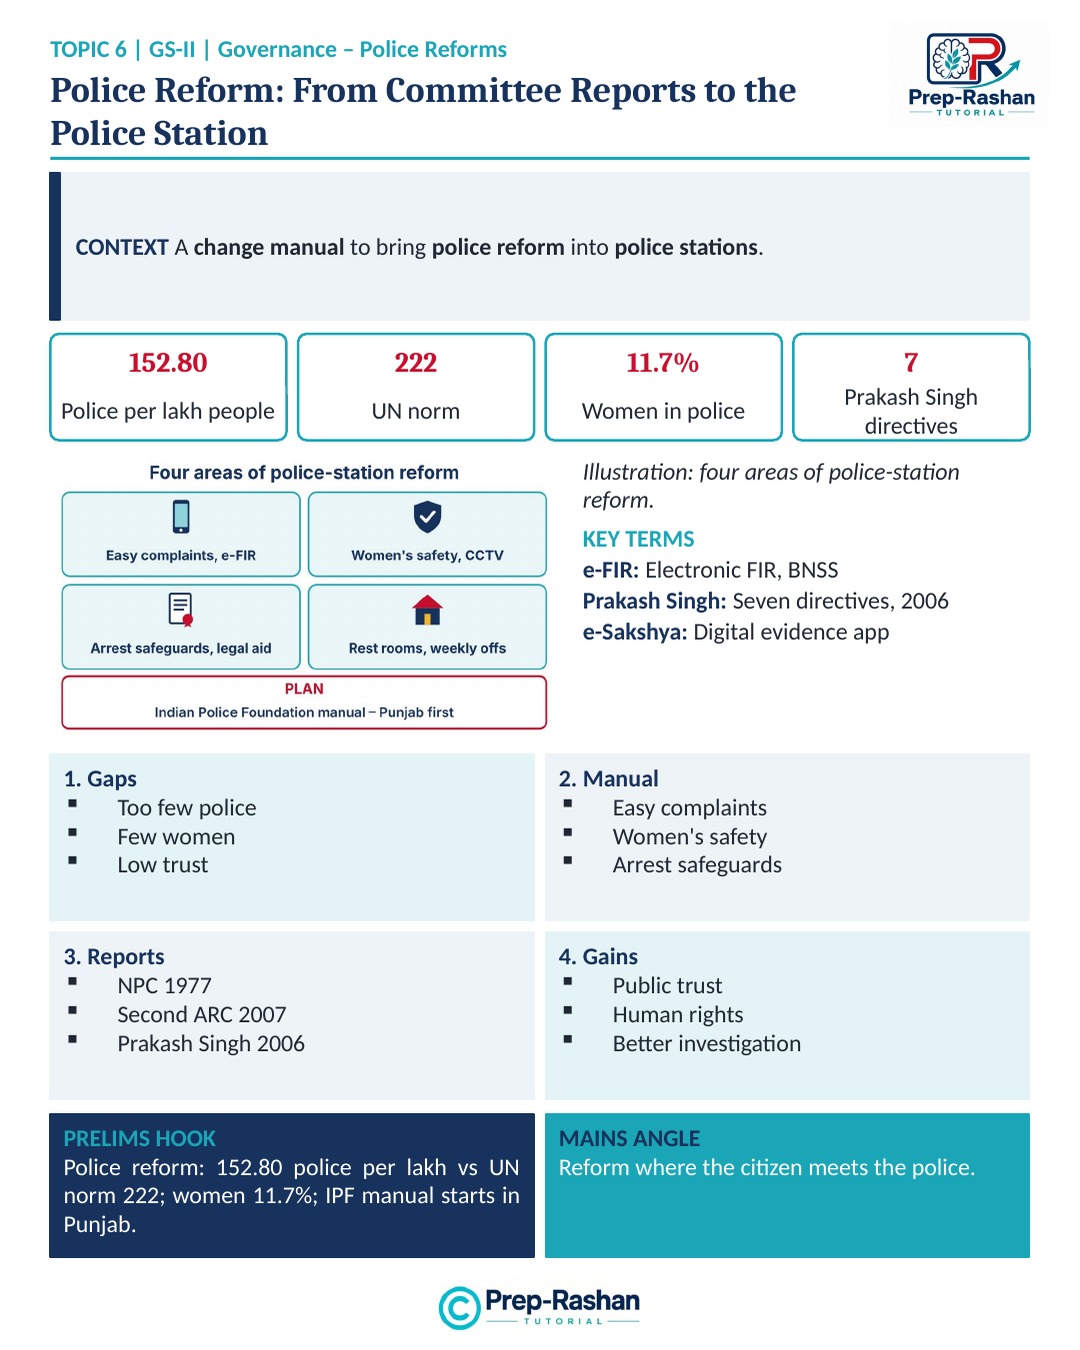 TOPIC 6 | GS-II | Governance – Police Reforms
Police Reform: From Committee Reports to the
Police Station
Prep-Rashan
TUTORIAL
CONTEXT A change manual to bring police reform into police stations.
152.80
Police per lakh people
222
UN norm
11.7%
Women in police
7
Prakash Singh
directives
Four areas of police-station reform
Easy complaints, e-FIR
Women's safety, CCTV
Arrest safeguards, legal aid
Rest rooms, weekly offs
PLAN
Indian Police Foundation manual – Punjab first
Illustration: four areas of police-station
reform.
KEY TERMS
e-FIR: Electronic FIR, BNSS
Prakash Singh: Seven directives, 2006
e-Sakshya: Digital evidence app
1. Gaps
▪ Too few police
▪ Few women
▪ Low trust
2. Manual
▪ Easy complaints
▪ Women's safety
▪ Arrest safeguards
3. Reports
▪ NPC 1977
▪ Second ARC 2007
▪ Prakash Singh 2006
4. Gains
▪ Public trust
▪ Human rights
▪ Better investigation
PRELIMS HOOK
Police reform: 152.80 police per lakh vs UN
norm 222; women 11.7%; IPF manual starts in
Punjab.
MAINS ANGLE
Reform where the citizen meets the police.
© Prep-Rashan
TUTORIAL